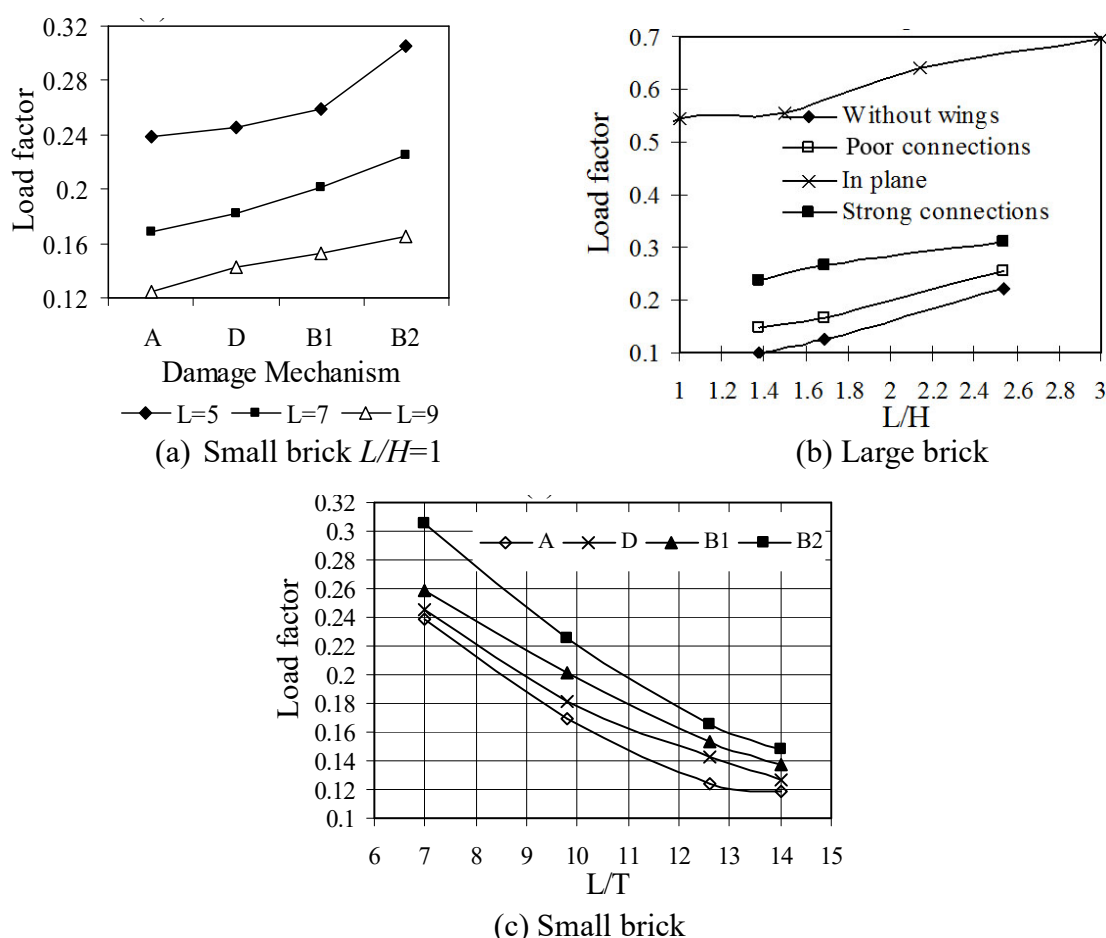 0.32
0.28
0.24
0.2
0.16
0.12
Load factor
A D B1 B2
Damage Mechanism
L=5 L=7 L=9
(a) Small brick L/H=1
0.7
0.6
0.5
0.4
0.3
0.2
0.1
Load factor
Without wings
Poor connections
In plane
Strong connections
1 1.2 1.4 1.6 1.8 2 2.2 2.4 2.6 2.8 3
L/H
(b) Large brick
0.32
0.3
0.28
0.26
0.24
0.22
0.2
0.18
0.16
0.14
0.12
0.1
Load factor
A D B1 B2
6 7 8 9 10 11 12 13 14 15
L/T
(c) Small brick